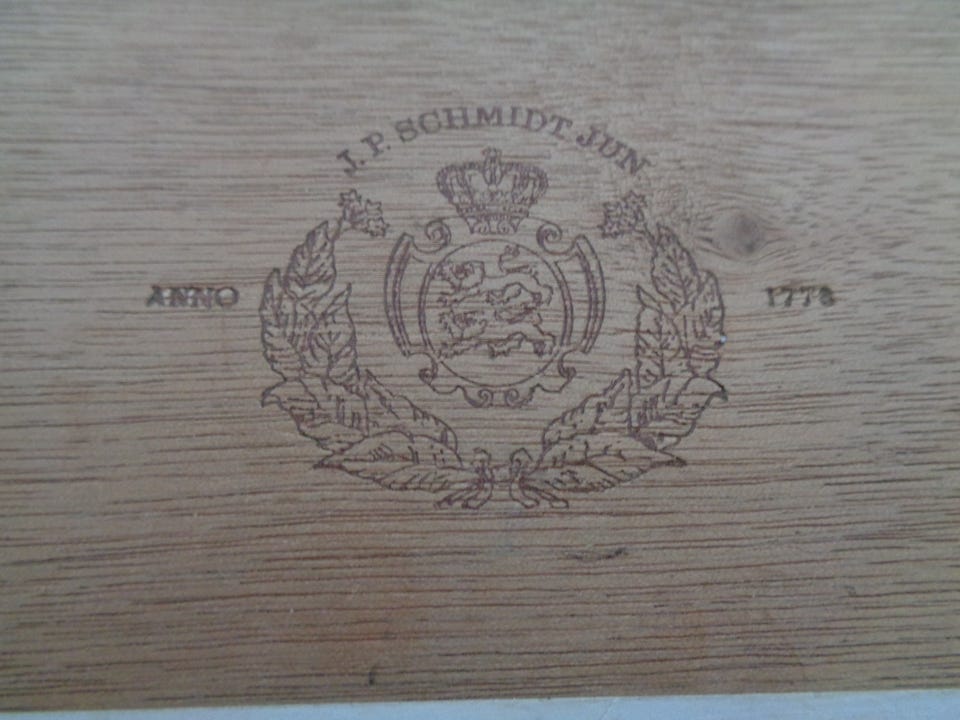 J. P. SCHMIDT. JUN
ANNO 1778